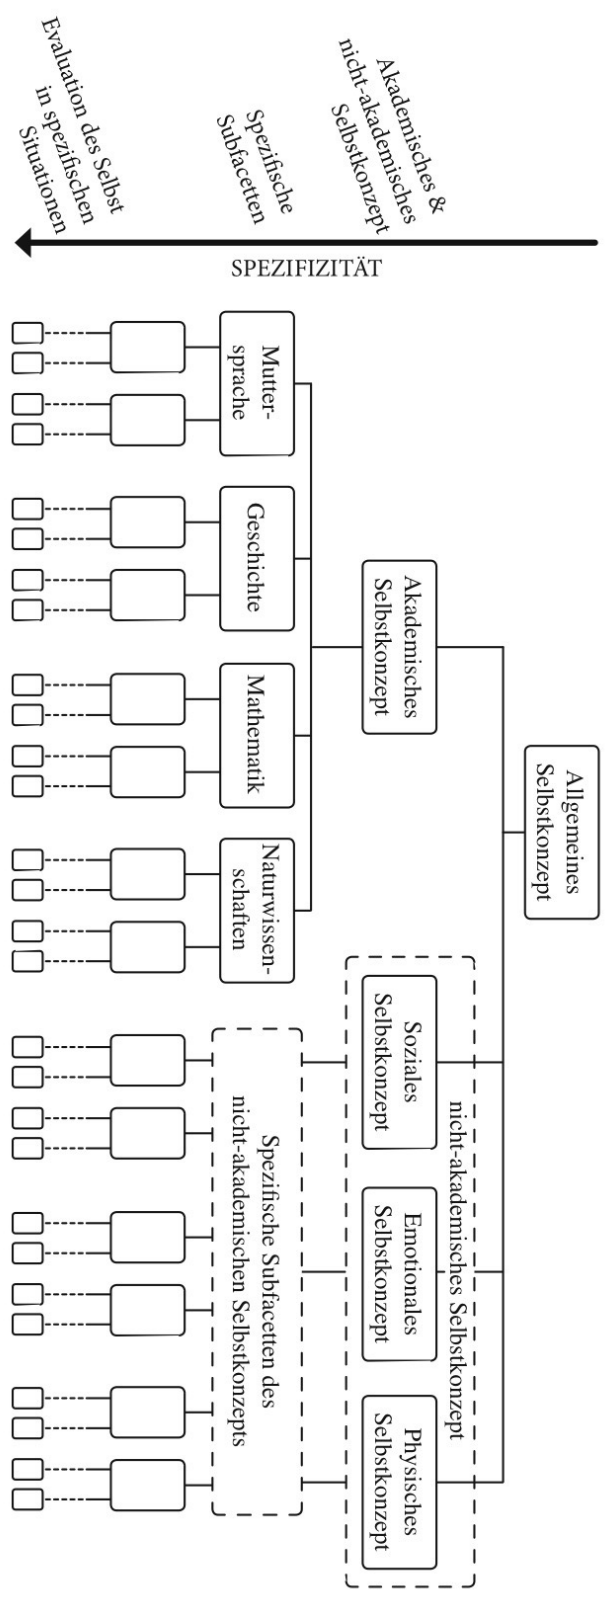 Allgemeines
Selbstkonzept
Akademisches &
nicht-akademisches
Selbstkonzept
Akademisches
Selbstkonzept
nicht-akademisches Selbstkonzept
Soziales
Selbstkonzept
Emotionales
Selbstkonzept
Physisches
Selbstkonzept
SPEZIFIZITÄT
Spezifische
Subfacetten
Mutter-
sprache
Geschichte
Mathematik
Naturwissen-
schaften
Spezifische Subfacetten des
nicht-akademischen Selbstkonzepts
Evaluation des Selbst
in spezifischen
Situationen